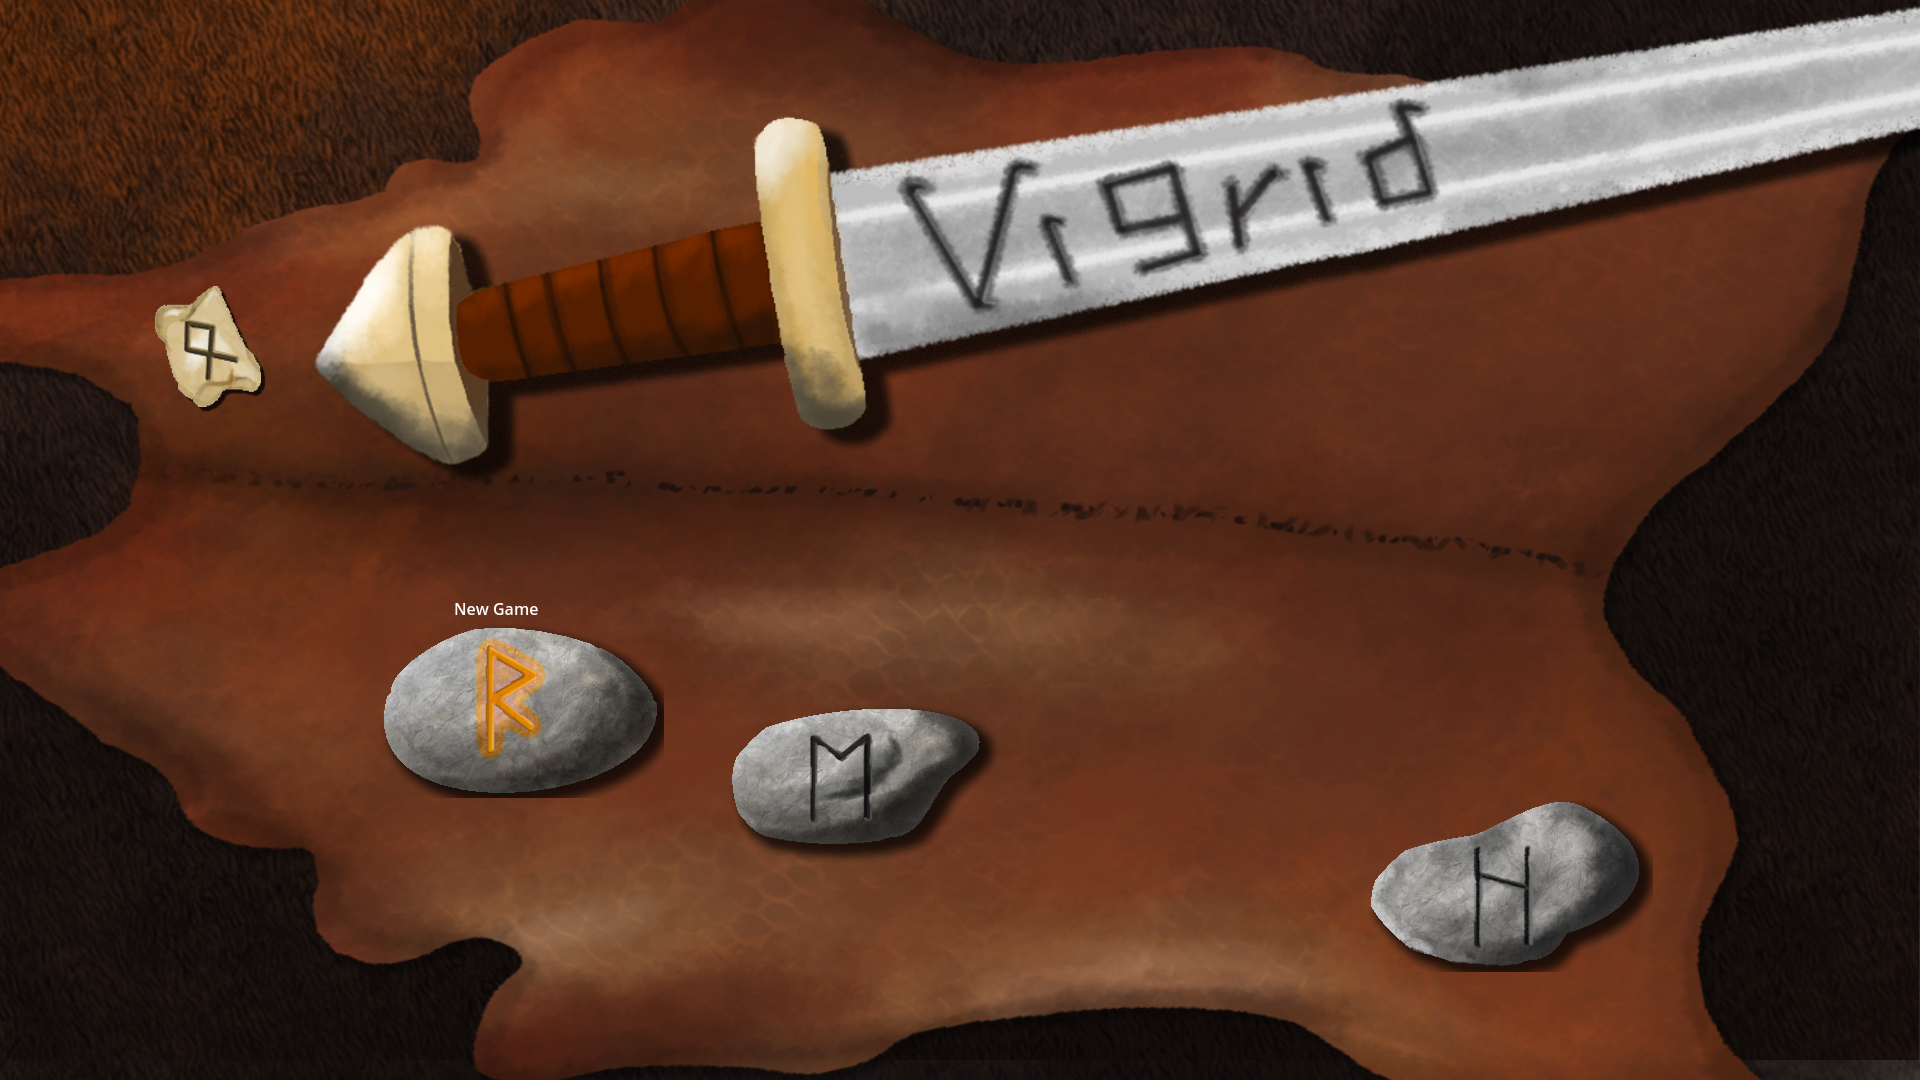 Vigrid
ᛟ
New Game
ᚱ
ᛖ
ᚺ